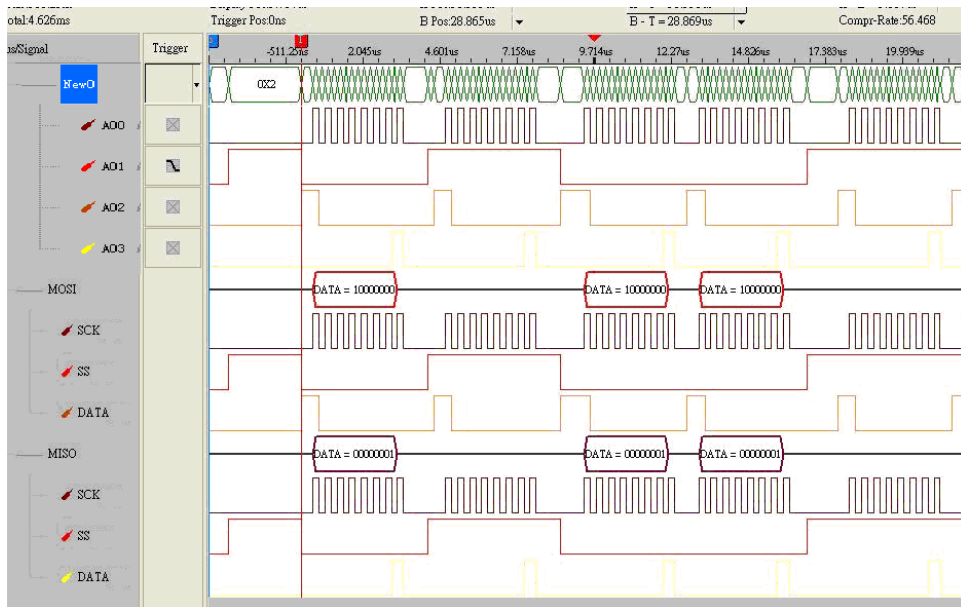 otal:4.626ms
Trigger Pos:0ns
B Pos:28.865us
B - T = 28.869us
Compr-Rate:56.468
us/Signal
Trigger
-511.25ns 2.045us 4.601us 7.158us 9.714us 12.27us 14.826us 17.383us 19.939us
New0
0X2
A00
A01
A02
A03
MOSI
DATA = 10000000 DATA = 10000000 DATA = 10000000
SCK
SS
DATA
MISO
DATA = 00000001 DATA = 00000001 DATA = 00000001
SCK
SS
DATA